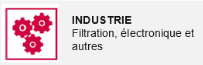 INDUSTRIE
Filtration, électronique et
autres